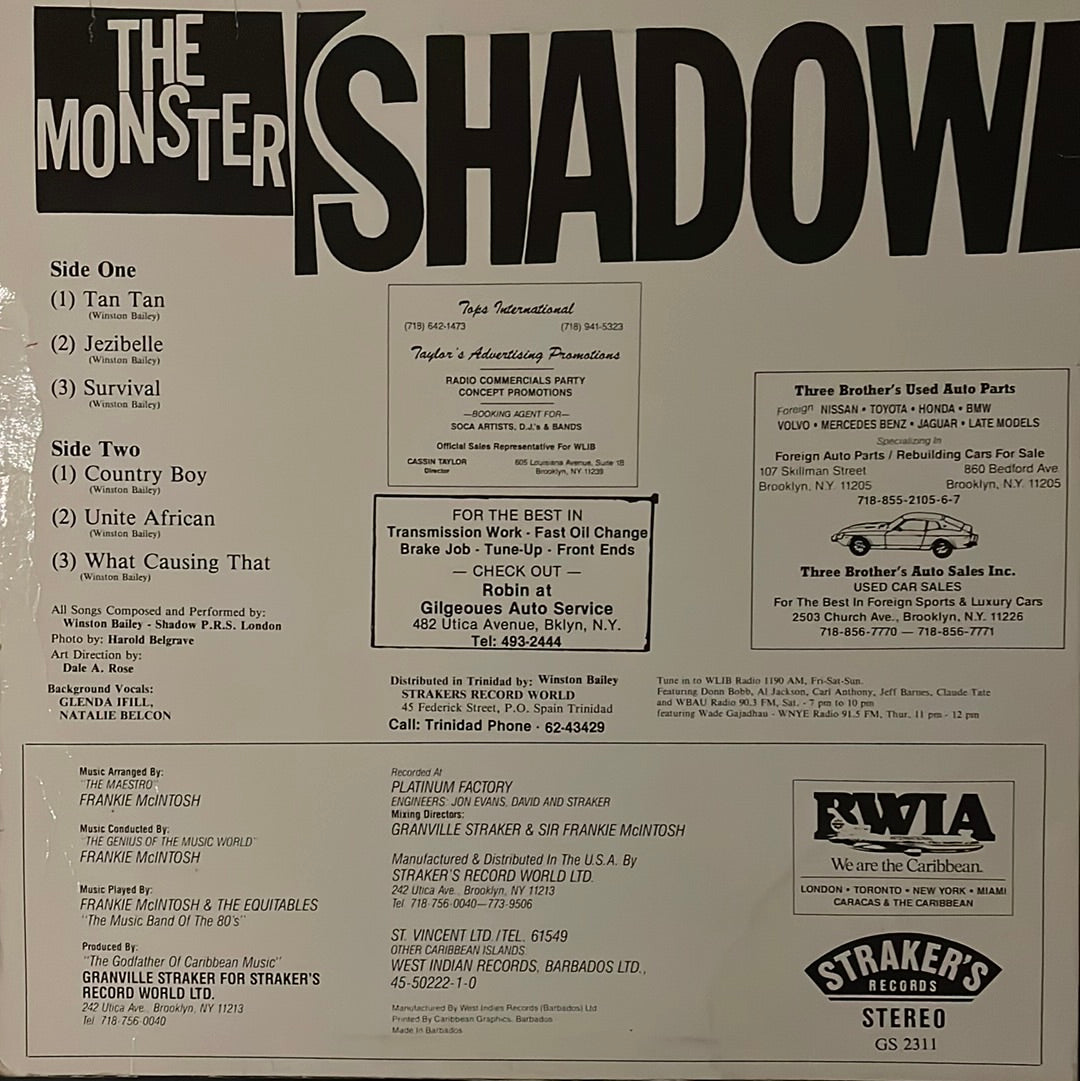 THE
MONSTER
SHADOW
Side One
(1) Tan Tan
(Winston Bailey)
(2) Jezibelle
(Winston Bailey)
(3) Survival
(Winston Bailey)
Side Two
(1) Country Boy
(Winston Bailey)
(2) Unite African
(Winston Bailey)
(3) What Causing That
(Winston Bailey)
All Songs Composed and Performed by:
Winston Bailey - Shadow P.R.S. London
Photo by: Harold Belgrave
Art Direction by:
Dale A. Rose
Background Vocals:
GLENDA IFILL,
NATALIE BELCON
Tops International
(718) 642-1473 (718) 941-5323
Taylor's Advertising Promotions
RADIO COMMERCIALS PARTY
CONCEPT PROMOTIONS
—BOOKING AGENT FOR—
SOCA ARTISTS, D.J.'s & BANDS
Official Sales Representative For WLIB
CASSIN TAYLOR 605 Louisiana Avenue, Suite 1B
Director Brooklyn, N.Y. 11239
FOR THE BEST IN
Transmission Work - Fast Oil Change
Brake Job - Tune-Up - Front Ends
— CHECK OUT —
Robin at
Gilgeoues Auto Service
482 Utica Avenue, Bklyn, N.Y.
Tel: 493-2444
Three Brother's Used Auto Parts
Foreign NISSAN • TOYOTA • HONDA • BMW
VOLVO • MERCEDES BENZ • JAGUAR • LATE MODELS
Specializing In
Foreign Auto Parts / Rebuilding Cars For Sale
107 Skillman Street 860 Bedford Ave
Brooklyn, N.Y. 11205 Brooklyn, N.Y. 11205
718-855-2105-6-7
Three Brother's Auto Sales Inc.
USED CAR SALES
For The Best In Foreign Sports & Luxury Cars
2503 Church Ave., Brooklyn, N.Y. 11226
718-856-7770 — 718-856-7771
Distributed in Trinidad by: Winston Bailey
STRAKERS RECORD WORLD
45 Federick Street, P.O. Spain Trinidad
Call: Trinidad Phone - 62-43429
Tune in to WLIB Radio 1190 AM, Fri-Sat-Sun.
Featuring Donn Bobb, Al Jackson, Carl Anthony, Jeff Barnes, Claude Tate
and WBAU Radio 90.3 FM, Sat. - 7 pm to 10 pm
featuring Wade Gajadhau - WNYE Radio 91.5 FM, Thur. 11 pm - 12 pm
Music Arranged By:
"THE MAESTRO"
FRANKIE McINTOSH
Music Conducted By:
"THE GENIUS OF THE MUSIC WORLD"
FRANKIE McINTOSH
Music Played By:
FRANKIE McINTOSH & THE EQUITABLES
"The Music Band Of The 80's"
Produced By:
"The Godfather Of Caribbean Music"
GRANVILLE STRAKER FOR STRAKER'S
RECORD WORLD LTD.
242 Utica Ave., Brooklyn, NY 11213
Tel 718-756-0040
Recorded At
PLATINUM FACTORY
ENGINEERS: JON EVANS, DAVID AND STRAKER
Mixing Directors:
GRANVILLE STRAKER & SIR FRANKIE McINTOSH
Manufactured & Distributed In The U.S.A. By
STRAKER'S RECORD WORLD LTD.
242 Utica Ave., Brooklyn, NY 11213
Tel 718-756-0040—773-9506
ST. VINCENT LTD./TEL. 61549
OTHER CARIBBEAN ISLANDS
WEST INDIAN RECORDS, BARBADOS LTD.,
45-50222-1-0
Manufactured By West Indies Records (Barbados) Ltd
Printed By Caribbean Graphics, Barbados
Made In Barbados
BWIA
We are the Caribbean.
LONDON • TORONTO • NEW YORK • MIAMI
CARACAS & THE CARIBBEAN
STRAKER'S
RECORDS
STEREO
GS 2311